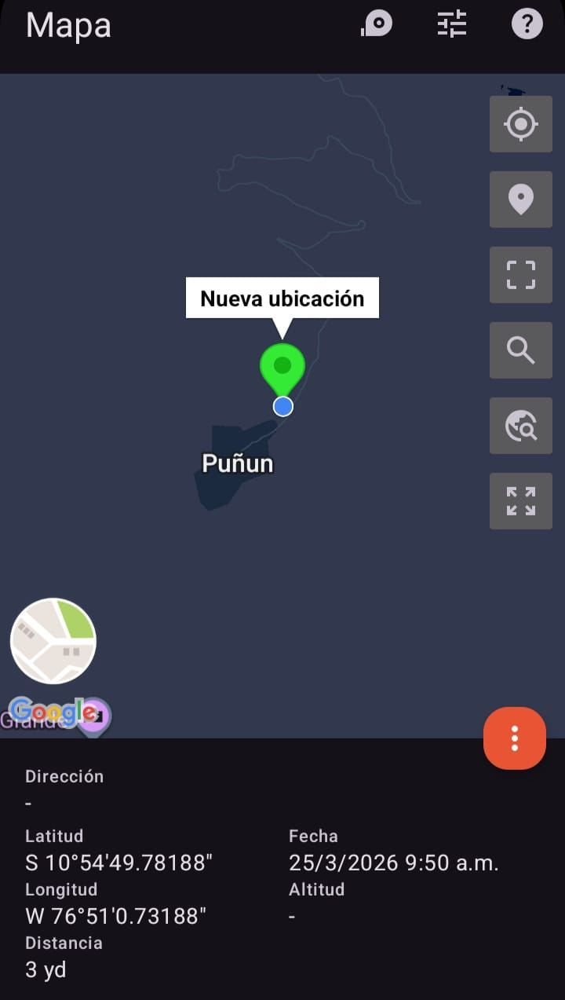 Mapa
Nueva ubicación
Puñun
Google
Grande
Dirección
-
Latitud
S 10°54'49.78188"
Fecha
25/3/2026 9:50 a.m.
Longitud
W 76°51'0.73188"
Altitud
-
Distancia
3 yd